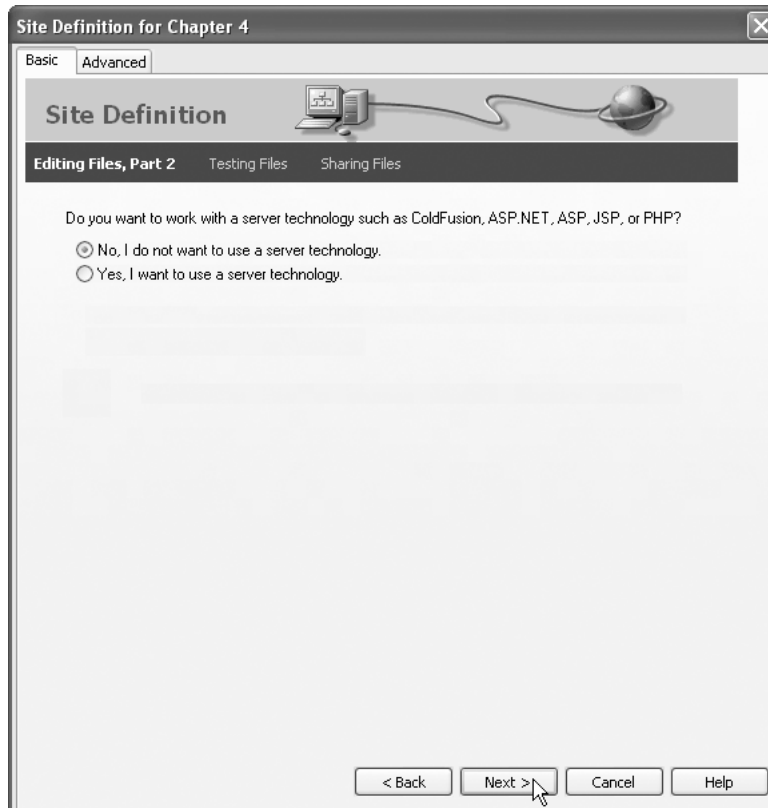 Site Definition for Chapter 4
Basic
Advanced
Site Definition
Editing Files, Part 2
Testing Files
Sharing Files
Do you want to work with a server technology such as ColdFusion, ASP.NET, ASP, JSP, or PHP?
No, I do not want to use a server technology.
Yes, I want to use a server technology.
< Back
Next >
Cancel
Help